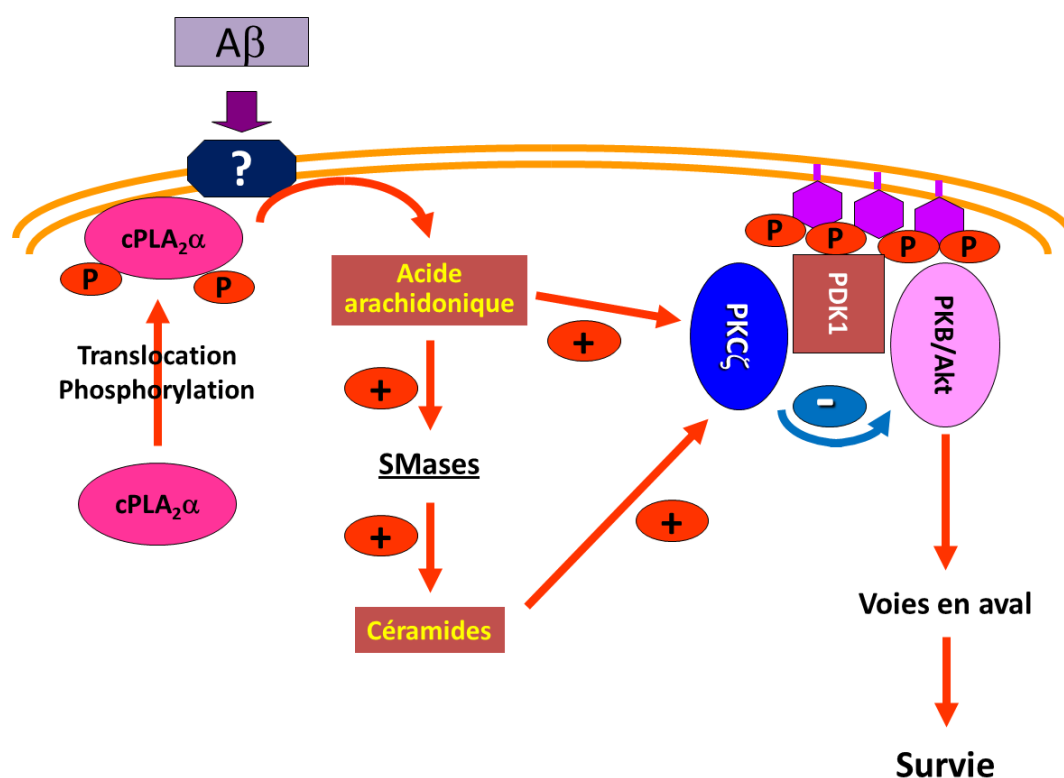 Aβ
?
cPLA₂α
P
P
Translocation
Phosphorylation
cPLA₂α
Acide
arachidonique
+
SMases
+
Céramides
+
+
P
P
P
P
PKCζ
PDK1
PKB/Akt
-
Voies en aval
Survie